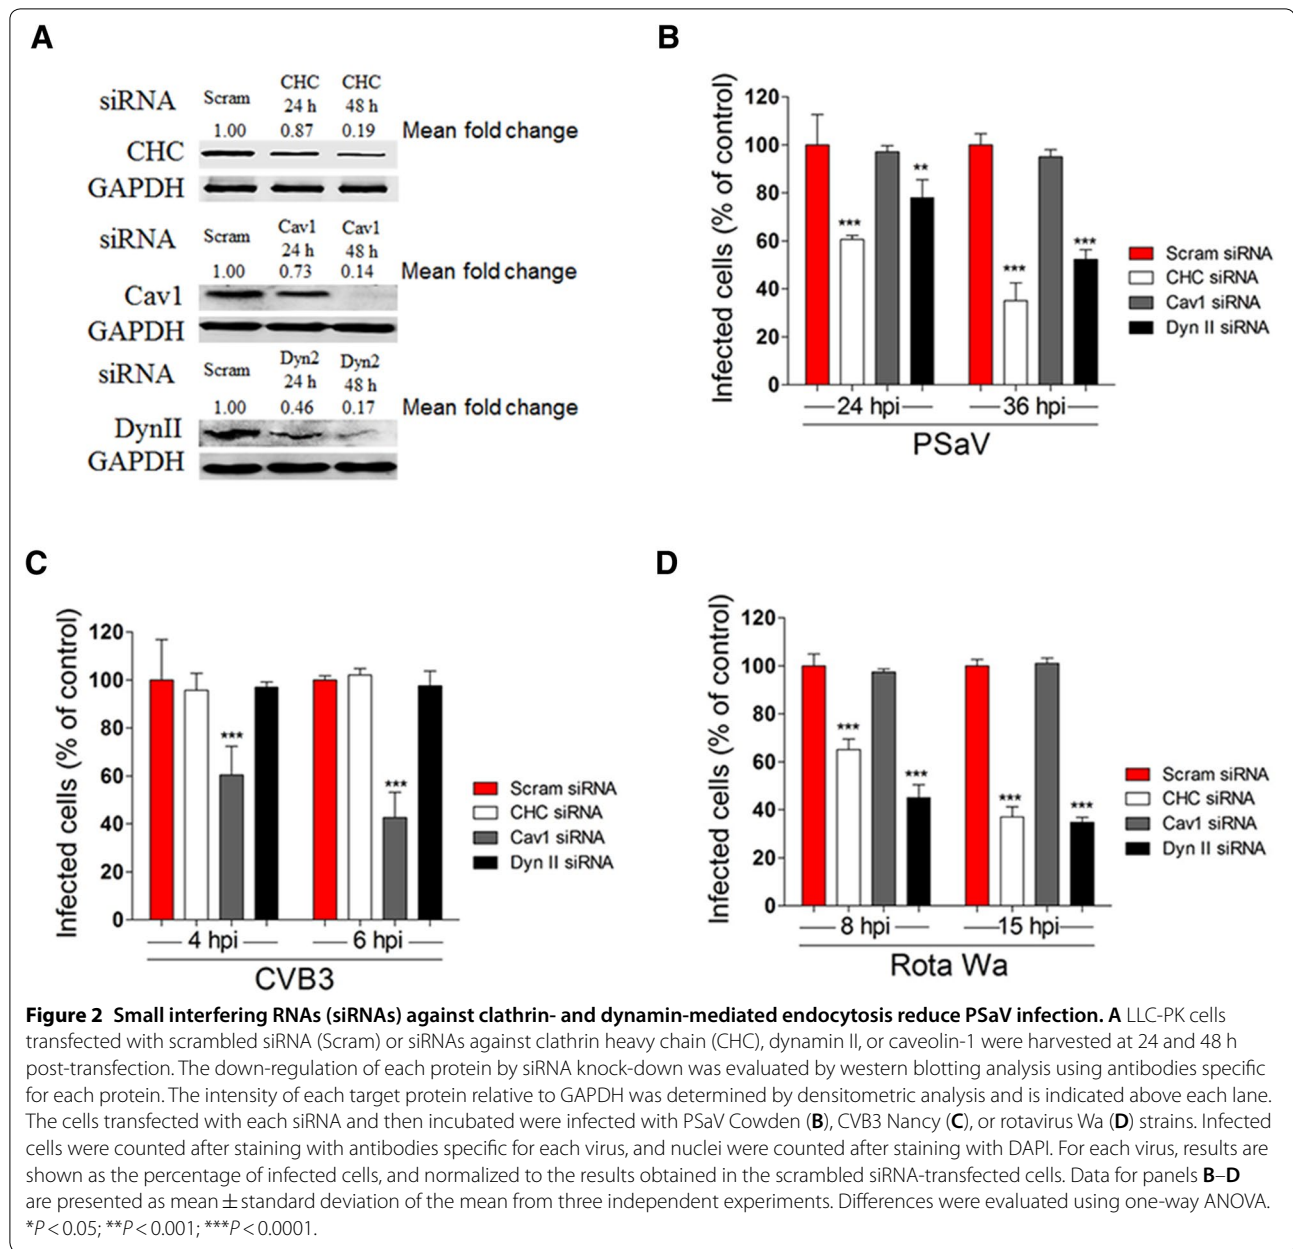 A
siRNA Scram CHC 24 h CHC 48 h
1.00 0.87 0.19 Mean fold change
CHC
GAPDH
siRNA Scram Cav1 24 h Cav1 48 h
1.00 0.73 0.14 Mean fold change
Cav1
GAPDH
siRNA Scram Dyn2 24 h Dyn2 48 h
1.00 0.46 0.17 Mean fold change
DynII
GAPDH
B
Infected cells (% of control)
120
100
80
60
40
20
0
***
**
***
***
24 hpi 36 hpi
PSaV
Scram siRNA
CHC siRNA
Cav1 siRNA
Dyn II siRNA
C
Infected cells (% of control)
120
100
80
60
40
20
0
***
***
4 hpi 6 hpi
CVB3
Scram siRNA
CHC siRNA
Cav1 siRNA
Dyn II siRNA
D
Infected cells (% of control)
120
100
80
60
40
20
0
***
***
***
***
8 hpi 15 hpi
Rota Wa
Scram siRNA
CHC siRNA
Cav1 siRNA
Dyn II siRNA
Figure 2 Small interfering RNAs (siRNAs) against clathrin- and dynamin-mediated endocytosis reduce PSaV infection. A LLC-PK cells
transfected with scrambled siRNA (Scram) or siRNAs against clathrin heavy chain (CHC), dynamin II, or caveolin-1 were harvested at 24 and 48 h
post-transfection. The down-regulation of each protein by siRNA knock-down was evaluated by western blotting analysis using antibodies specific
for each protein. The intensity of each target protein relative to GAPDH was determined by densitometric analysis and is indicated above each lane.
The cells transfected with each siRNA and then incubated were infected with PSaV Cowden (B), CVB3 Nancy (C), or rotavirus Wa (D) strains. Infected
cells were counted after staining with antibodies specific for each virus, and nuclei were counted after staining with DAPI. For each virus, results are
shown as the percentage of infected cells, and normalized to the results obtained in the scrambled siRNA-transfected cells. Data for panels B–D
are presented as mean ± standard deviation of the mean from three independent experiments. Differences were evaluated using one-way ANOVA.
*P < 0.05; **P < 0.001; ***P < 0.0001.